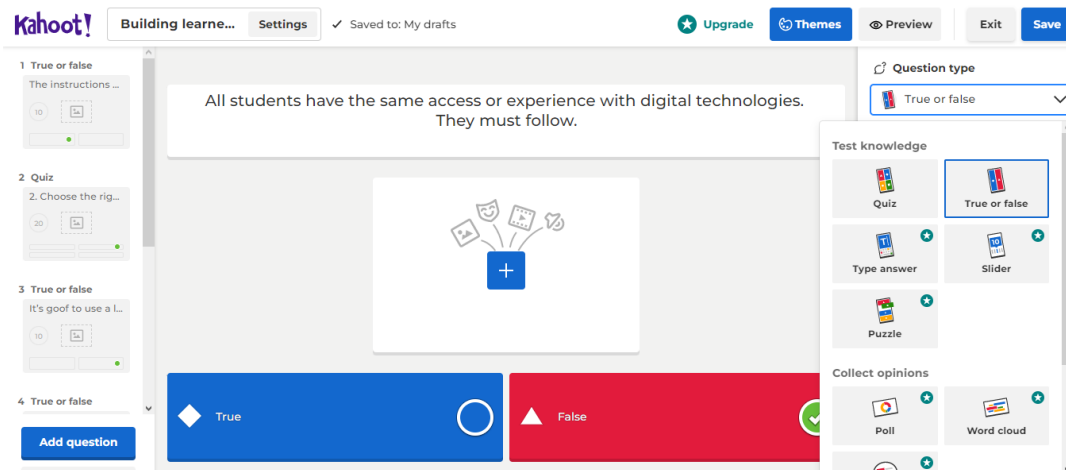 Kahoot!
Building learne...
Settings
Saved to: My drafts
Upgrade
Themes
Preview
Exit
Save
1 True or false
The instructions ...
10
2 Quiz
2. Choose the rig...
20
3 True or false
It's goof to use a l...
10
4 True or false
Add question
All students have the same access or experience with digital technologies.
They must follow.
True
False
Question type
True or false
Test knowledge
Quiz
True or false
Type answer
Slider
Puzzle
Collect opinions
Poll
Word cloud